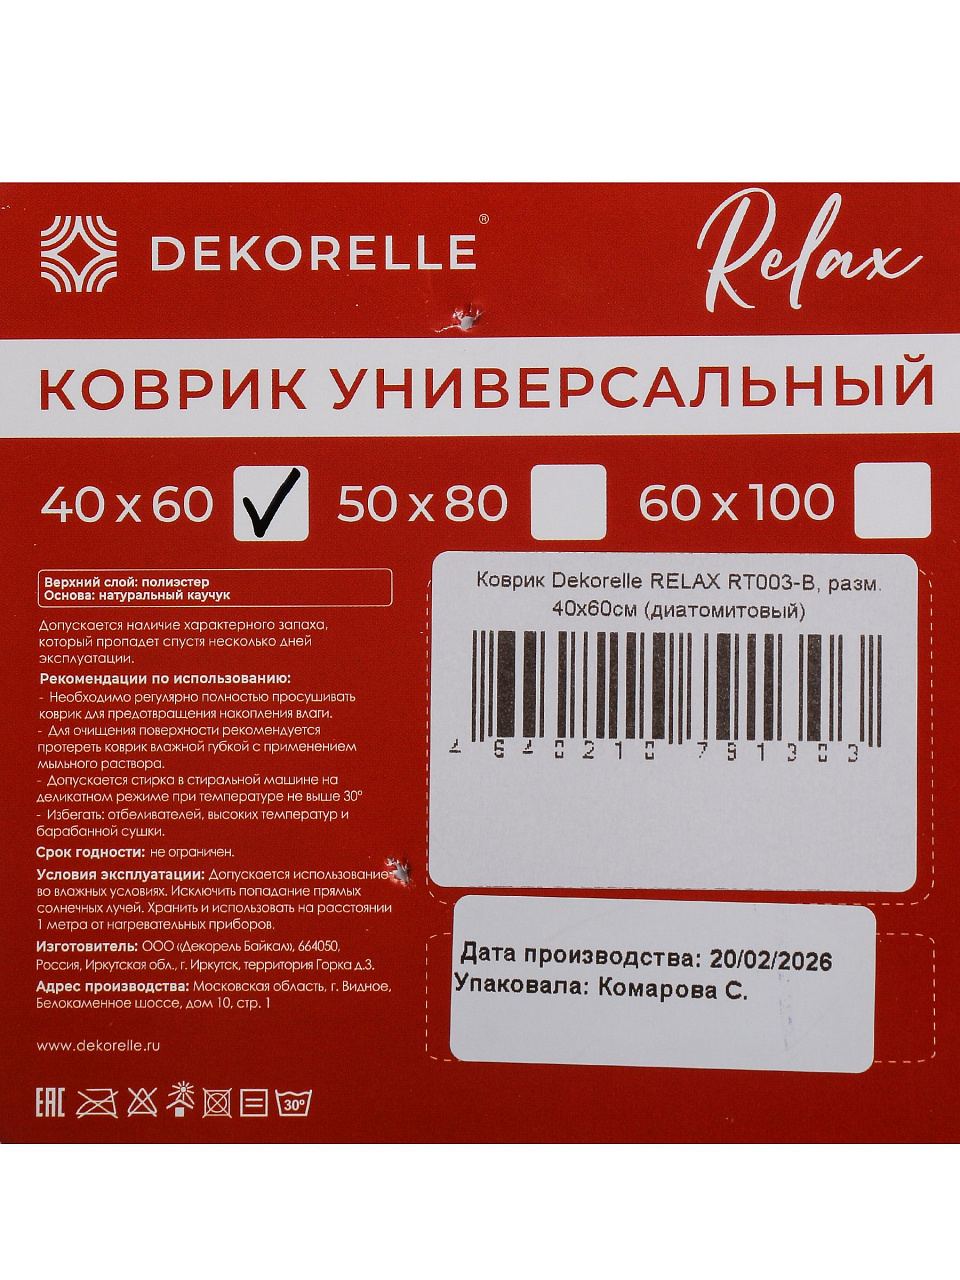 DEKORELLE®
Relax
КОВРИК УНИВЕРСАЛЬНЫЙ
40 x 60 50 x 80 60 x 100
Верхний слой: полиэстер
Основа: натуральный каучук
Допускается наличие характерного запаха,
который пропадет спустя несколько дней
эксплуатации.
Рекомендации по использованию:
- Необходимо регулярно полностью просушивать
коврик для предотвращения накопления влаги.
- Для очищения поверхности рекомендуется
протереть коврик влажной губкой с применением
мыльного раствора.
- Допускается стирка в стиральной машине на
деликатном режиме при температуре не выше 30°
- Избегать: отбеливателей, высоких температур и
барабанной сушки.
Срок годности: не ограничен.
Условия эксплуатации: Допускается использование
во влажных условиях. Исключить попадание прямых
солнечных лучей. Хранить и использовать на расстоянии
1 метра от нагревательных приборов.
Изготовитель: ООО «Декорель Байкал», 664050,
Россия, Иркутская обл., г. Иркутск, территория Горка д.3.
Адрес производства: Московская область, г. Видное,
Белокаменное шоссе, дом 10, стр. 1
www.dekorelle.ru
EAC
30°
Коврик Dekorelle RELAX RT003-B, разм.
40x60см (диатомитовый)
4 640210 791303
Дата производства: 20/02/2026
Упаковала: Комарова С.